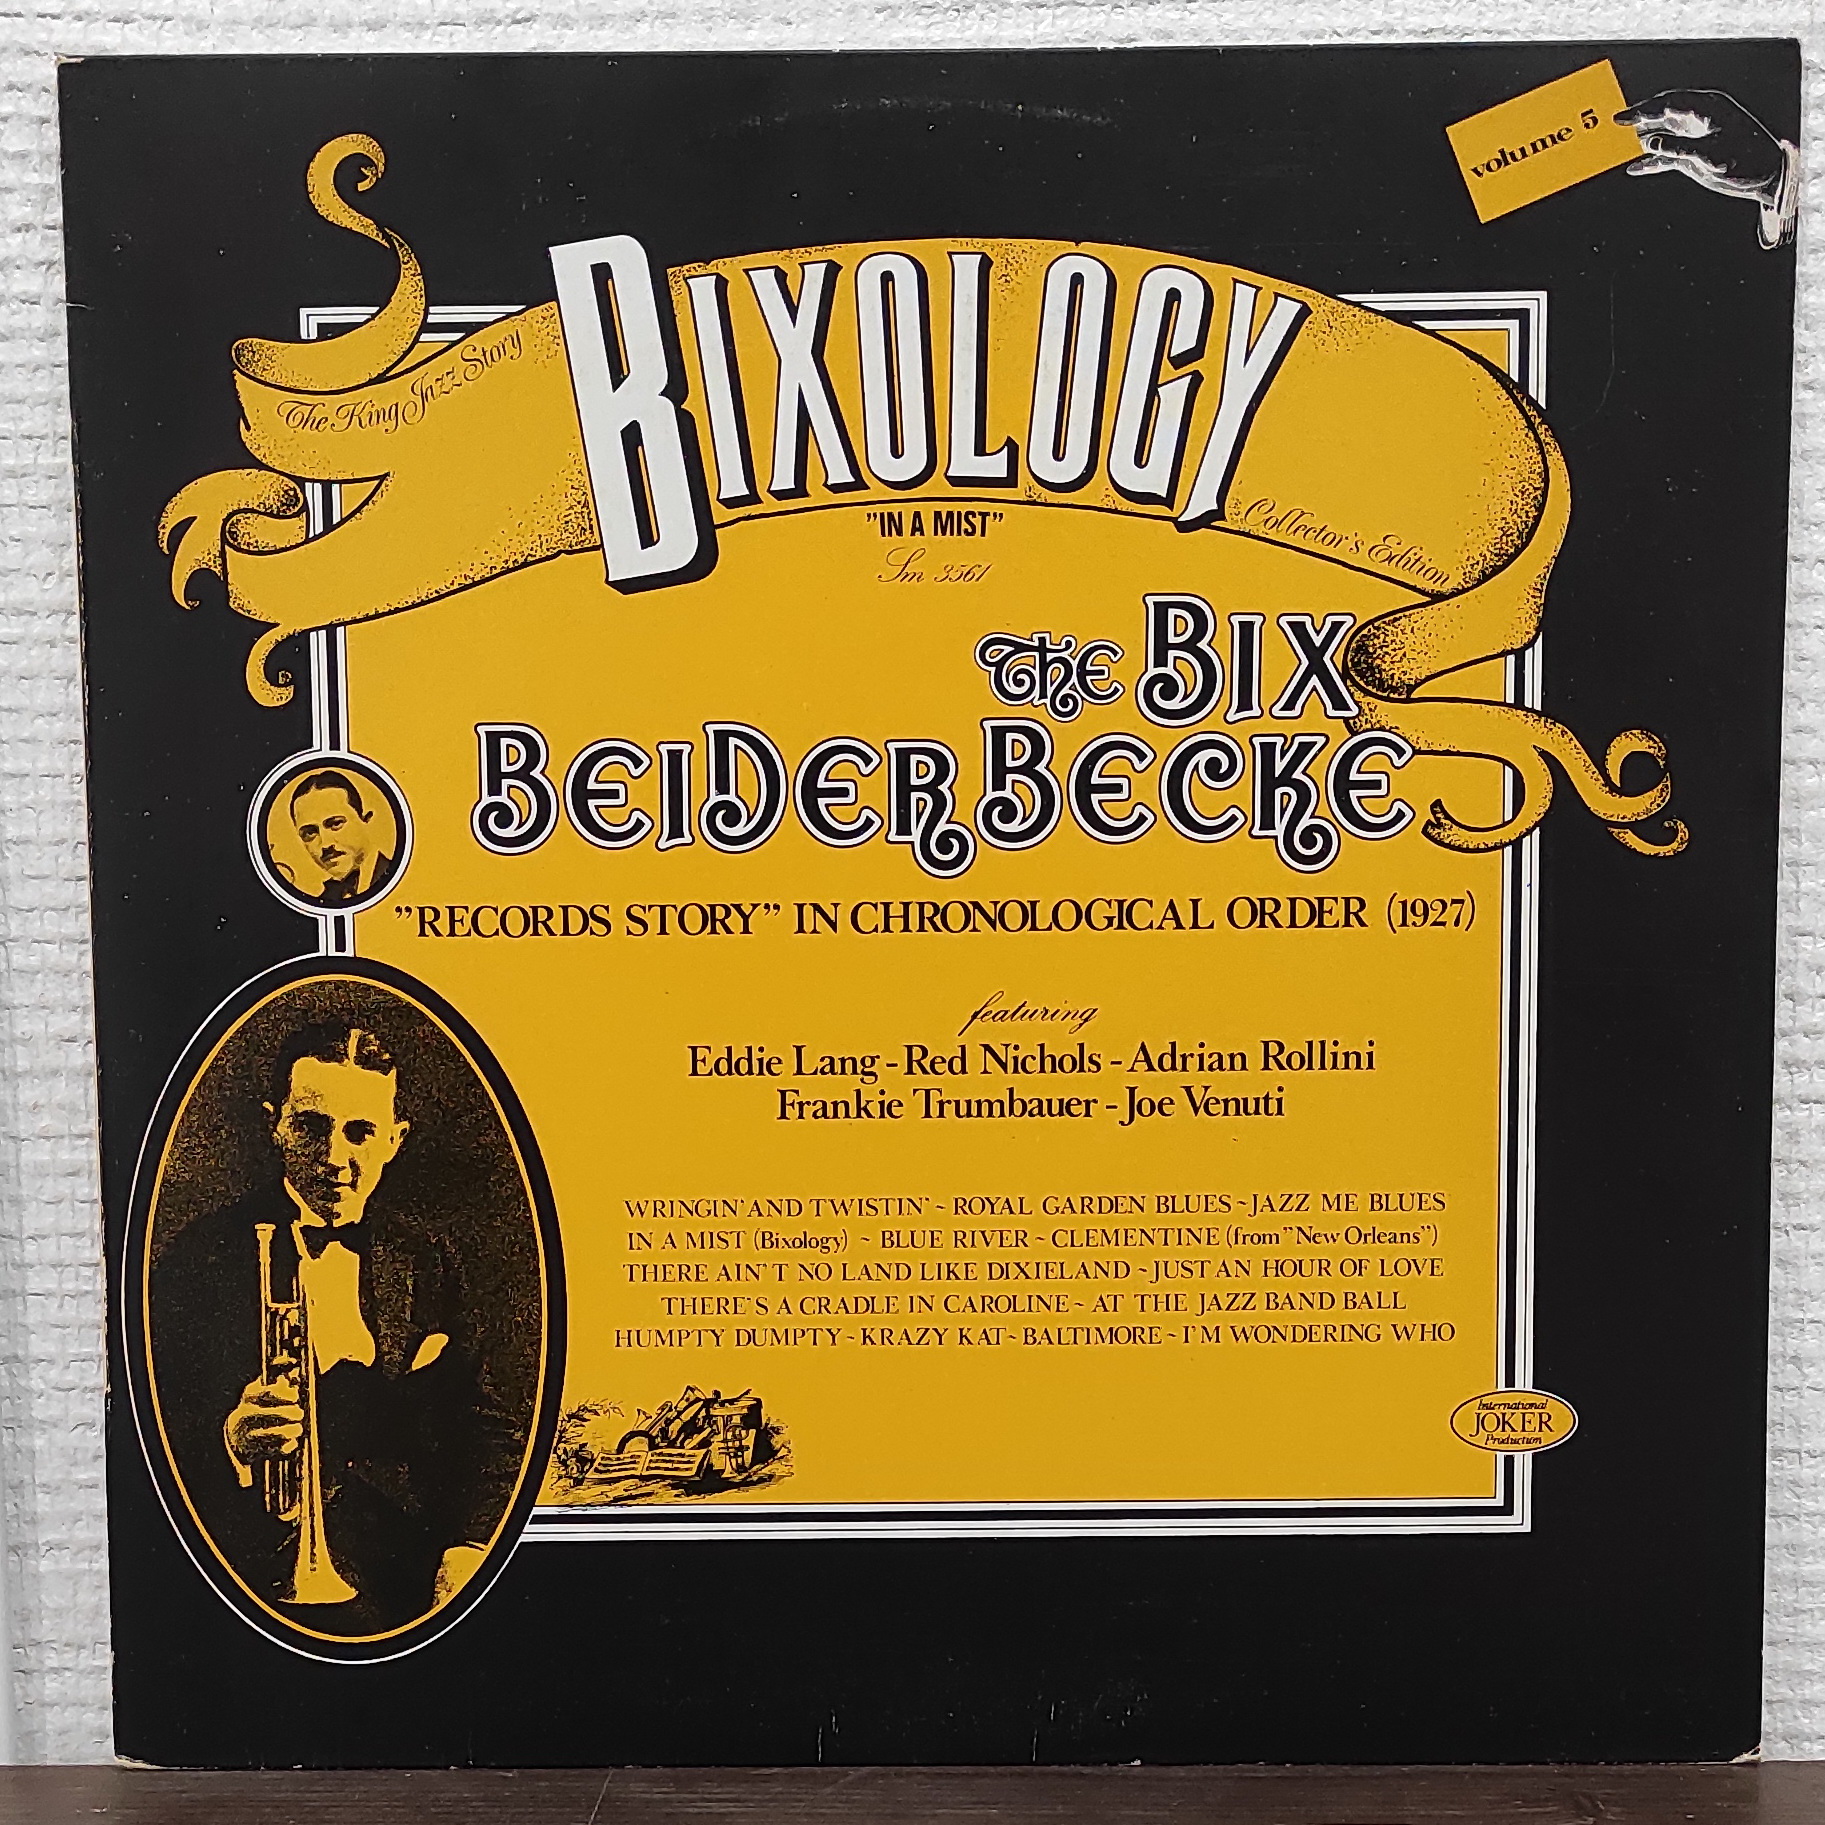 volume 5
The King Jazz Story
BIXOLOGY
"IN A MIST"
Sm 3561
Collector's Edition
THE BIX
BEIDERBECKE
"RECORDS STORY" IN CHRONOLOGICAL ORDER (1927)
featuring
Eddie Lang - Red Nichols - Adrian Rollini
Frankie Trumbauer - Joe Venuti
WRINGIN' AND TWISTIN' ~ ROYAL GARDEN BLUES ~ JAZZ ME BLUES
IN A MIST (Bixology) ~ BLUE RIVER ~ CLEMENTINE (from "New Orleans")
THERE AIN'T NO LAND LIKE DIXIELAND ~ JUST AN HOUR OF LOVE
THERE'S A CRADLE IN CAROLINE ~ AT THE JAZZ BAND BALL
HUMPTY DUMPTY ~ KRAZY KAT ~ BALTIMORE ~ I'M WONDERING WHO
International
JOKER
Production